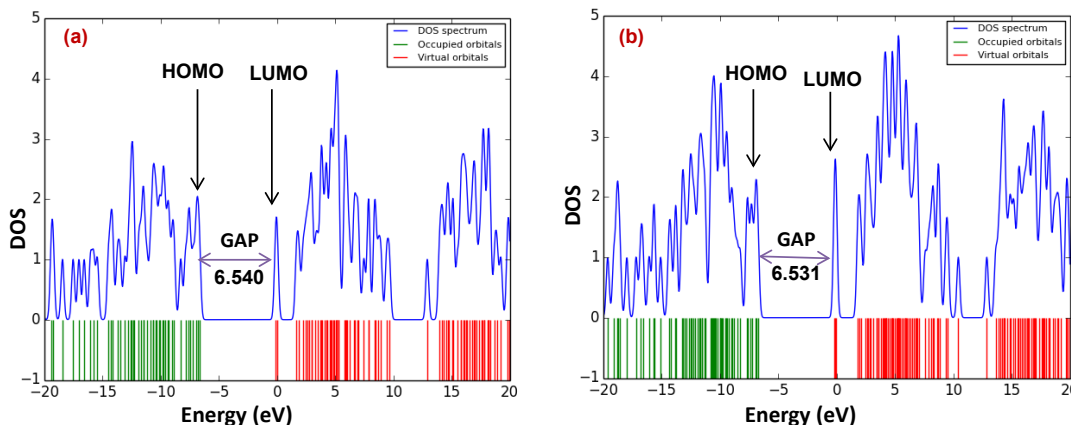 (a)
DOS spectrum
Occupied orbitals
Virtual orbitals
HOMO
LUMO
GAP
6.540
DOS
5
4
3
2
1
0
−1
−20
−15
−10
−5
0
5
10
15
20
Energy (eV)
(b)
DOS spectrum
Occupied orbitals
Virtual orbitals
HOMO
LUMO
GAP
6.531
DOS
5
4
3
2
1
0
−1
−20
−15
−10
−5
0
5
10
15
20
Energy (eV)